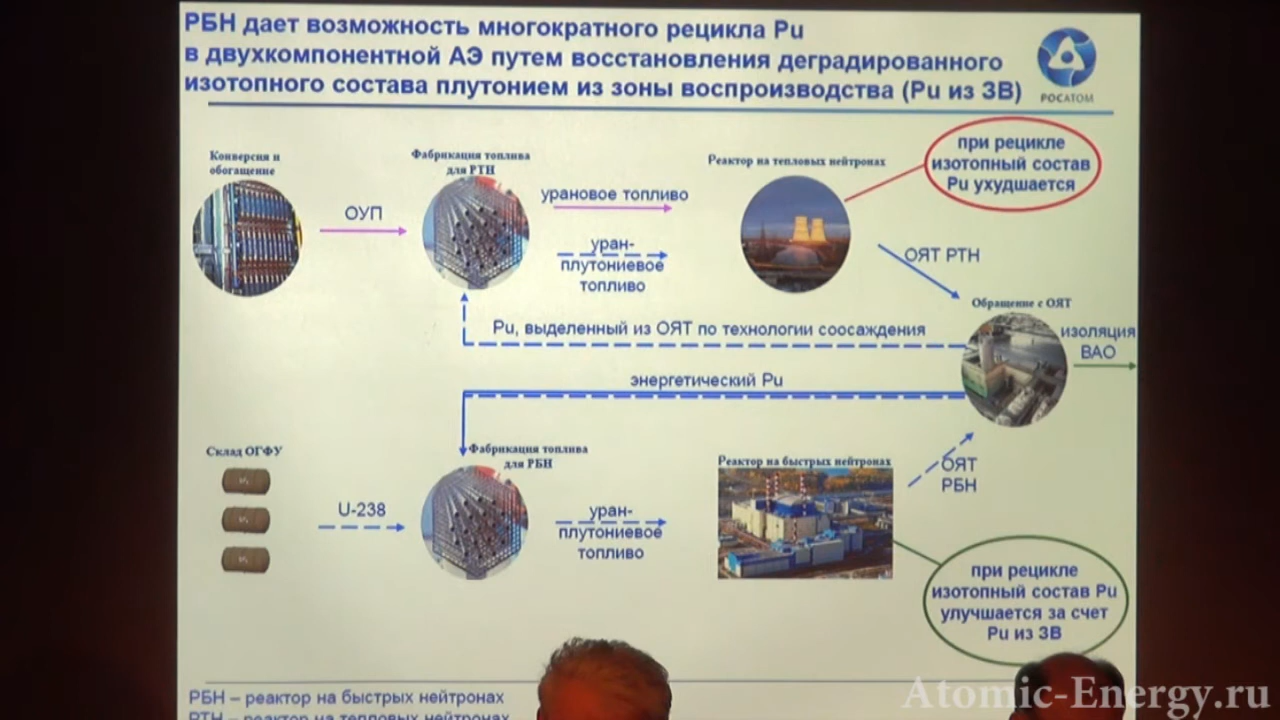 РБН дает возможность многократного рецикла Pu
в двухкомпонентной АЭ путем восстановления деградированного
изотопного состава плутонием из зоны воспроизводства (Pu из ЗВ)
РОСАТОМ
Конверсия и
обогащение
Фабрикация топлива
для РТН
Реактор на тепловых нейтронах
при рецикле
изотопный состав
Pu ухудшается
ОУП
урановое топливо
уран-
плутониевое
топливо
ОЯТ РТН
Обращение с ОЯТ
Pu, выделенный из ОЯТ по технологии соосаждения
изоляция
ВАО
энергетический Pu
Склад ОГФУ
Фабрикация топлива
для РБН
Реактор на быстрых нейтронах
ОЯТ
РБН
U-238
уран-
плутониевое
топливо
при рецикле
изотопный состав Pu
улучшается за счет
Pu из ЗВ
РБН – реактор на быстрых нейтронах
РТН – реактор на тепловых нейтронах
Atomic-Energy.ru